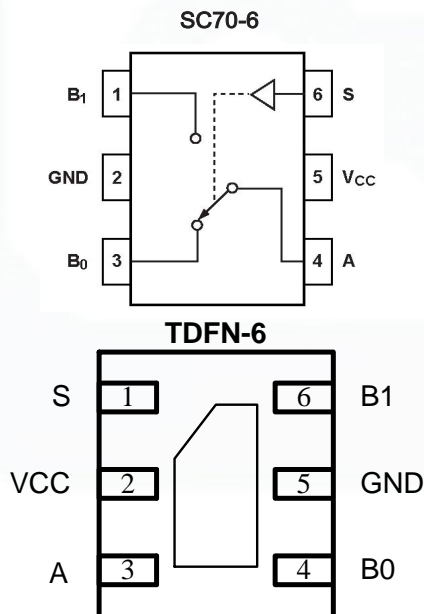 SC70-6
B1 1 6 S
GND 2 5 VCC
B0 3 4 A
TDFN-6
S 1 6 B1
VCC 2 5 GND
A 3 4 B0